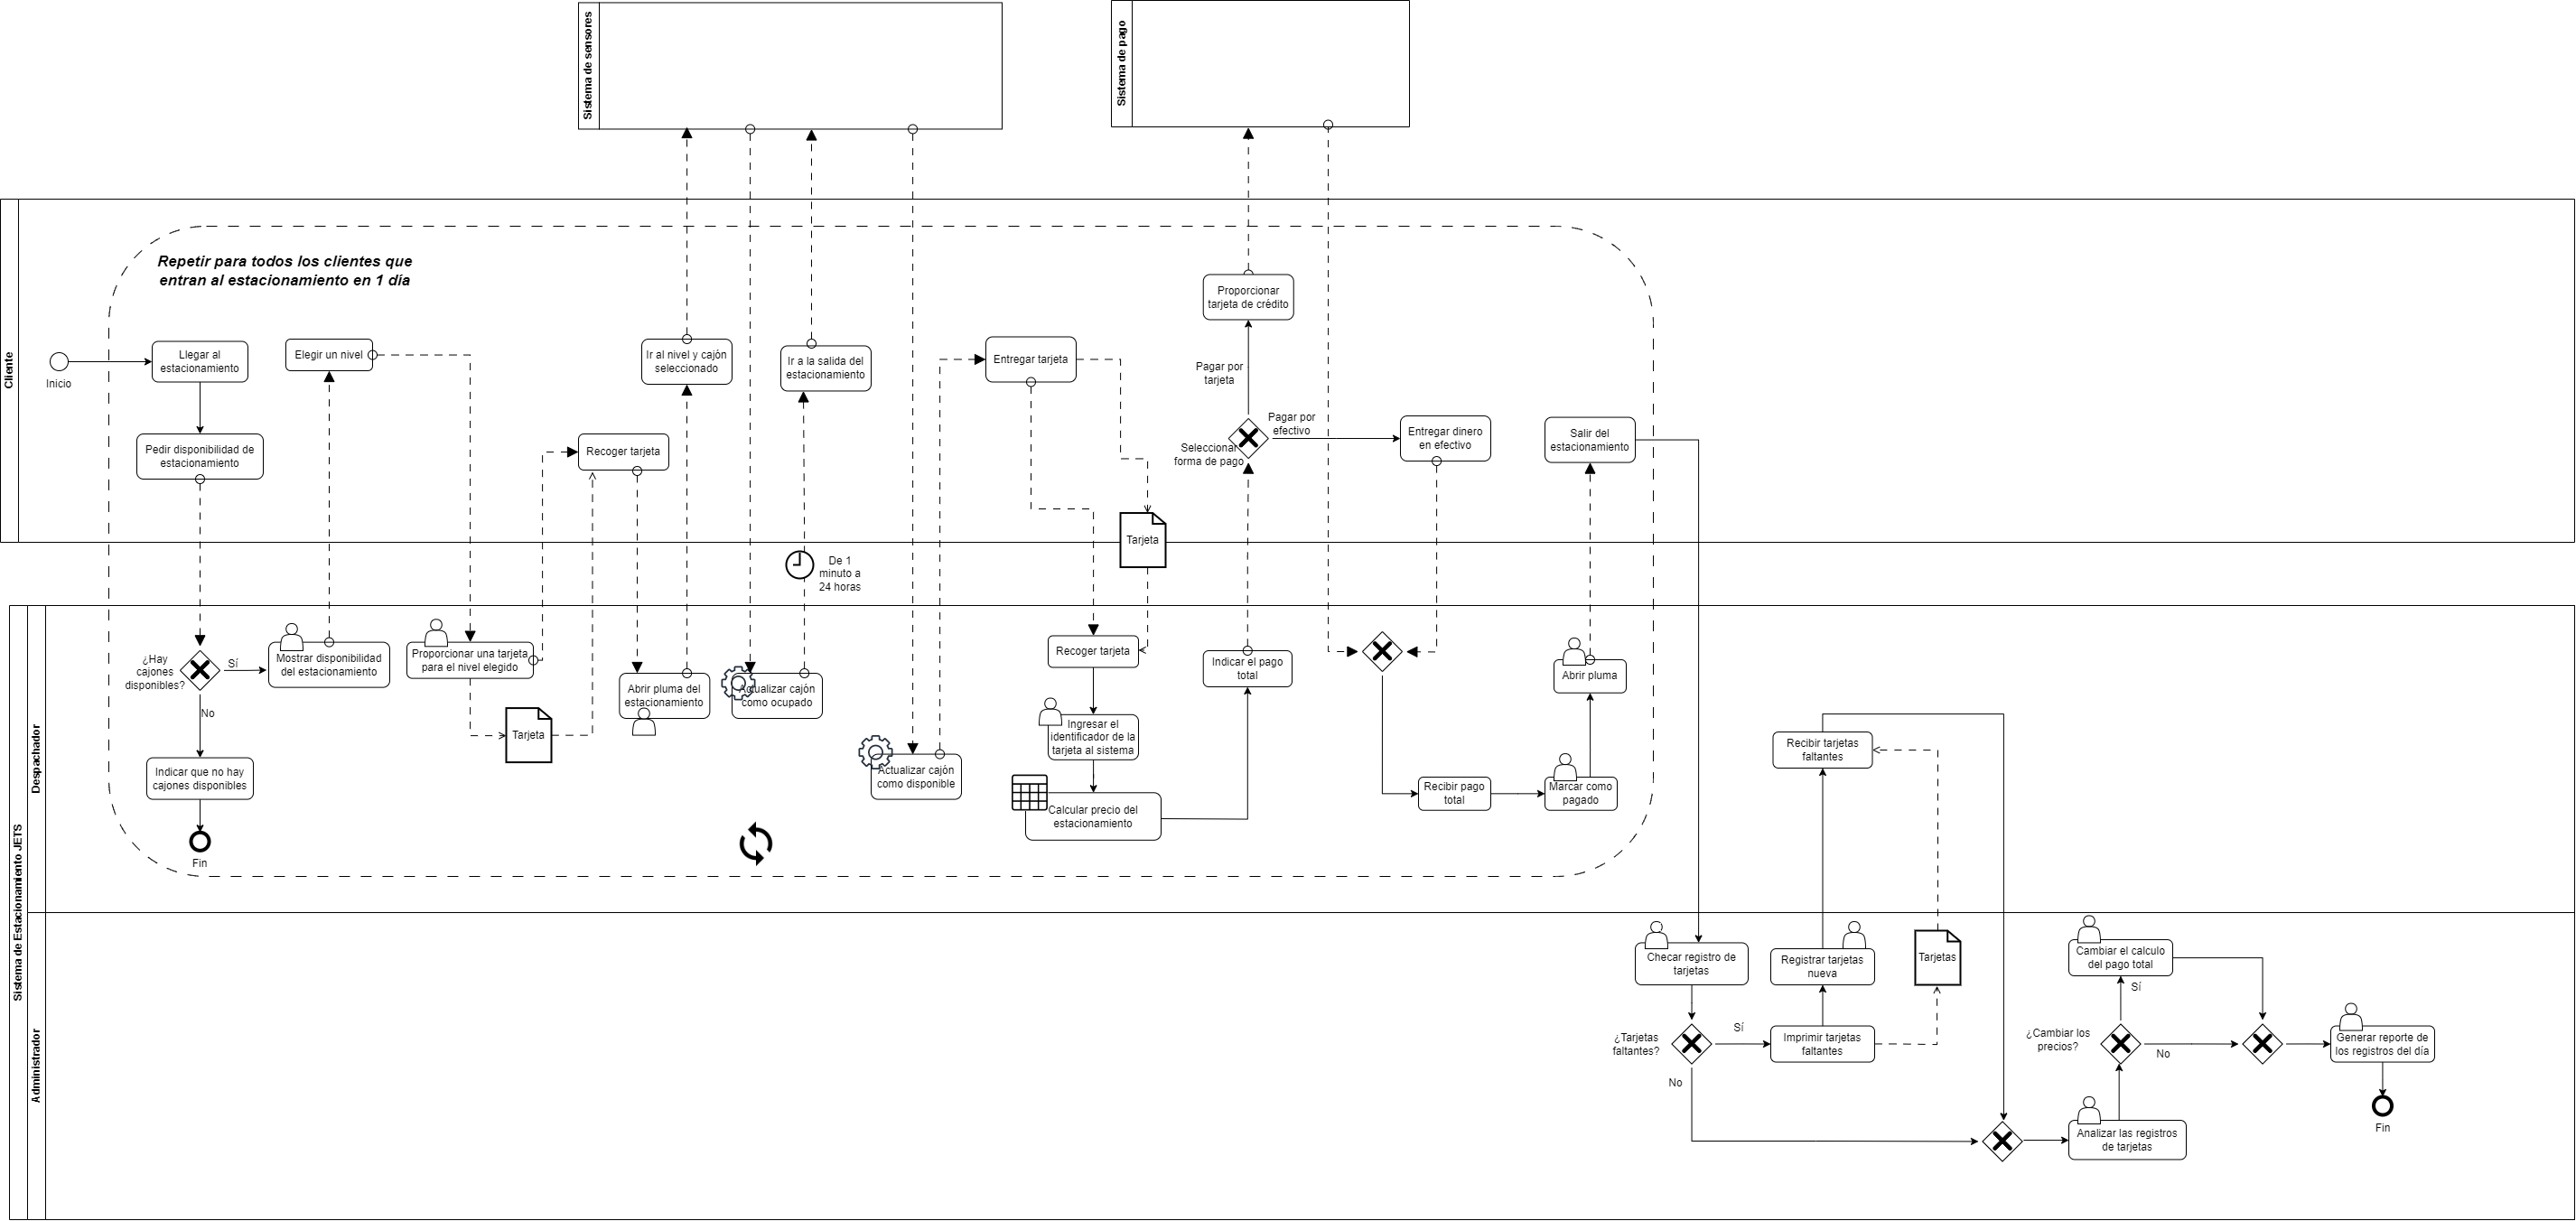 Sistema de sensores
Sistema de pago
Cliente
Repetir para todos los clientes que
entran al estacionamiento en 1 día
Inicio
Llegar al
estacionamiento
Pedir disponibilidad de
estacionamiento
Elegir un nivel
Recoger tarjeta
Ir al nivel y cajón
seleccionado
Ir a la salida del
estacionamiento
Entregar tarjeta
Tarjeta
Proporcionar
tarjeta de crédito
Pagar por
tarjeta
Pagar por
efectivo
Seleccionar
forma de pago
Entregar dinero
en efectivo
Salir del
estacionamiento
De 1
minuto a
24 horas
Sistema de Estacionamiento JETS
Despachador
¿Hay
cajones
disponibles?
Sí
No
Mostrar disponibilidad
del estacionamiento
Indicar que no hay
cajones disponibles
Fin
Proporcionar una tarjeta
para el nivel elegido
Tarjeta
Abrir pluma del
estacionamiento
Actualizar cajón
como ocupado
Actualizar cajón
como disponible
Recoger tarjeta
Ingresar el
identificador de la
tarjeta al sistema
Calcular precio del
estacionamiento
Indicar el pago
total
Recibir pago
total
Marcar como
pagado
Abrir pluma
Recibir tarjetas
faltantes
Administrador
Checar registro de
tarjetas
¿Tarjetas
faltantes?
Sí
No
Imprimir tarjetas
faltantes
Registrar tarjetas
nueva
Tarjetas
Analizar las registros
de tarjetas
¿Cambiar los
precios?
Sí
No
Cambiar el calculo
del pago total
Generar reporte de
los registros del día
Fin